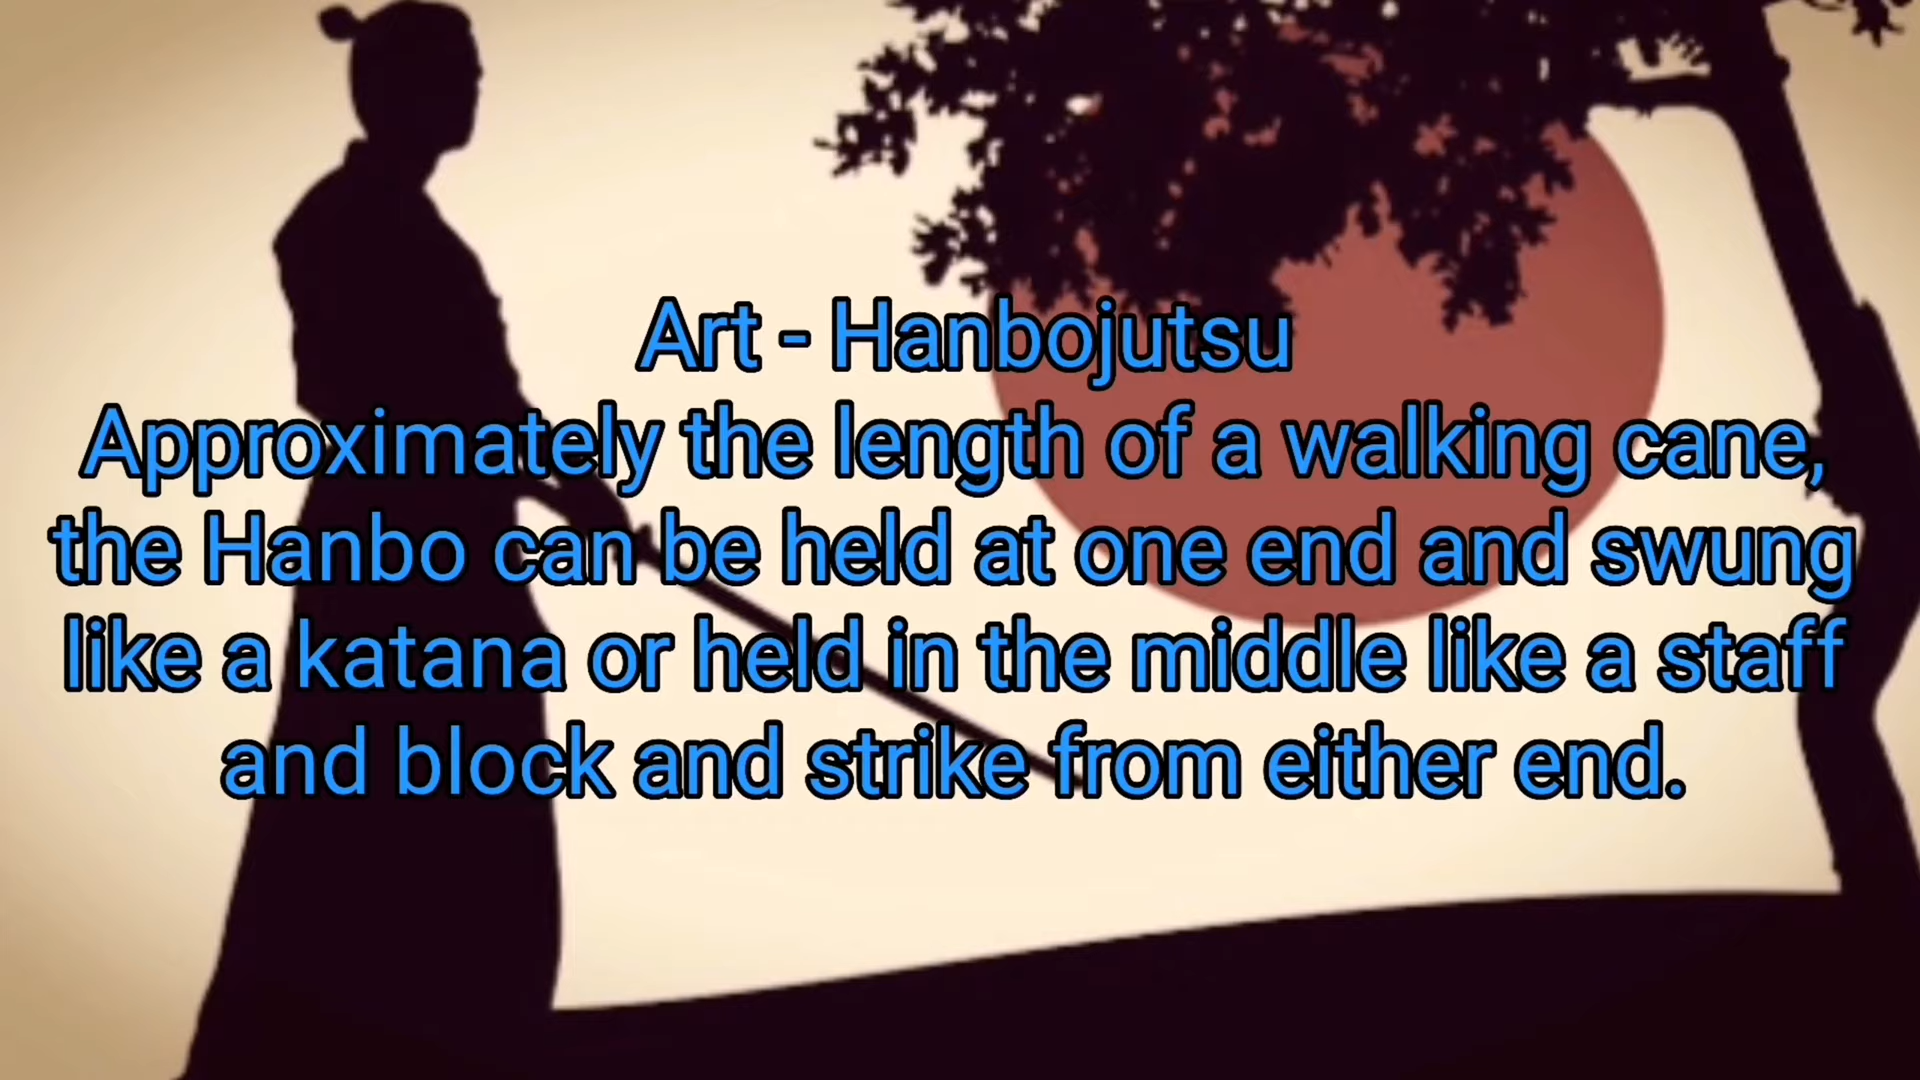 Art - Hanbojutsu
Approximately the length of a walking cane,
the Hanbo can be held at one end and swung
like a katana or held in the middle like a staff
and block and strike from either end.